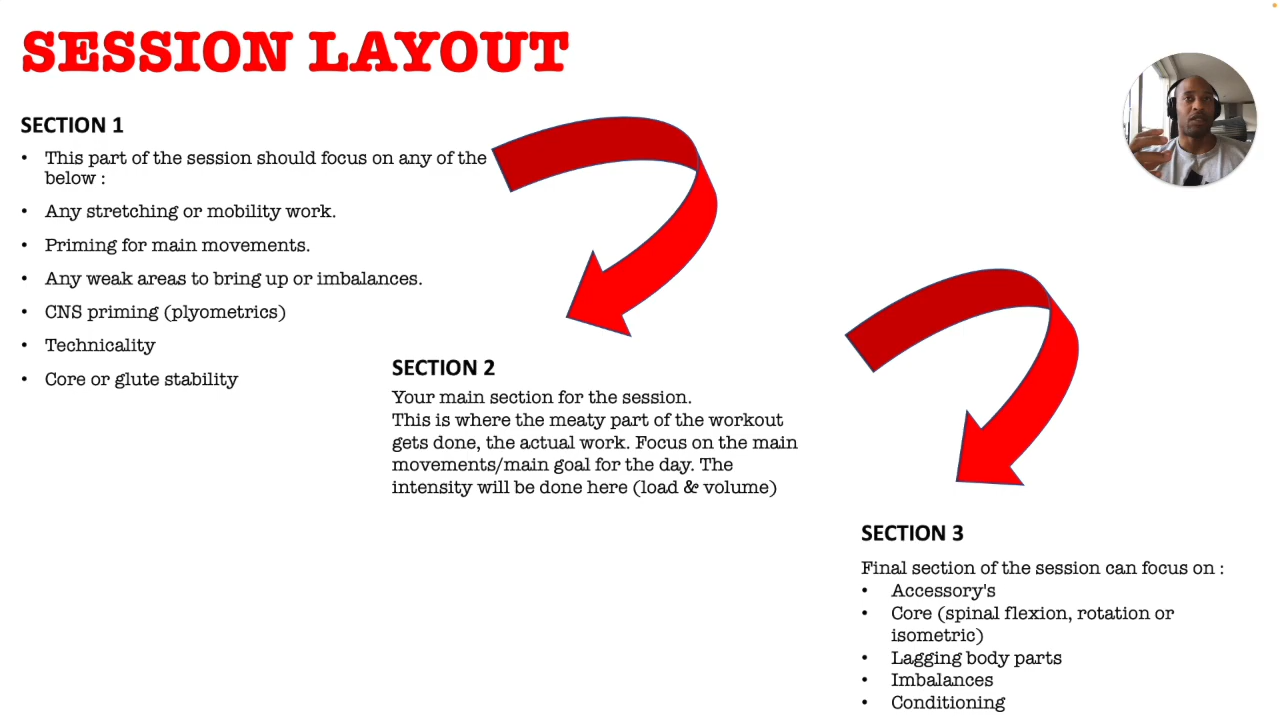 SESSION LAYOUT
SECTION 1
• This part of the session should focus on any of the
below :
• Any stretching or mobility work.
• Priming for main movements.
• Any weak areas to bring up or imbalances.
• CNS priming (plyometrics)
• Technicality
• Core or glute stability
SECTION 2
Your main section for the session.
This is where the meaty part of the workout
gets done, the actual work. Focus on the main
movements/main goal for the day. The
intensity will be done here (load & volume)
SECTION 3
Final section of the session can focus on :
• Accessory's
• Core (spinal flexion, rotation or
isometric)
• Lagging body parts
• Imbalances
• Conditioning